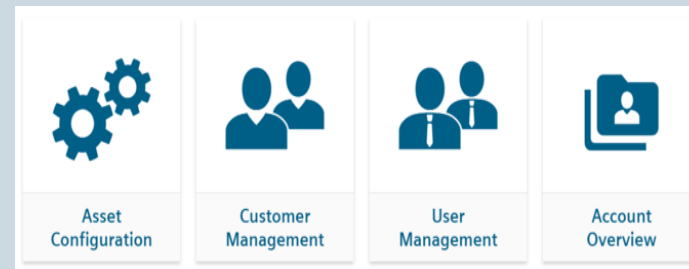 Asset
Configuration
Customer
Management
User
Management
Account
Overview